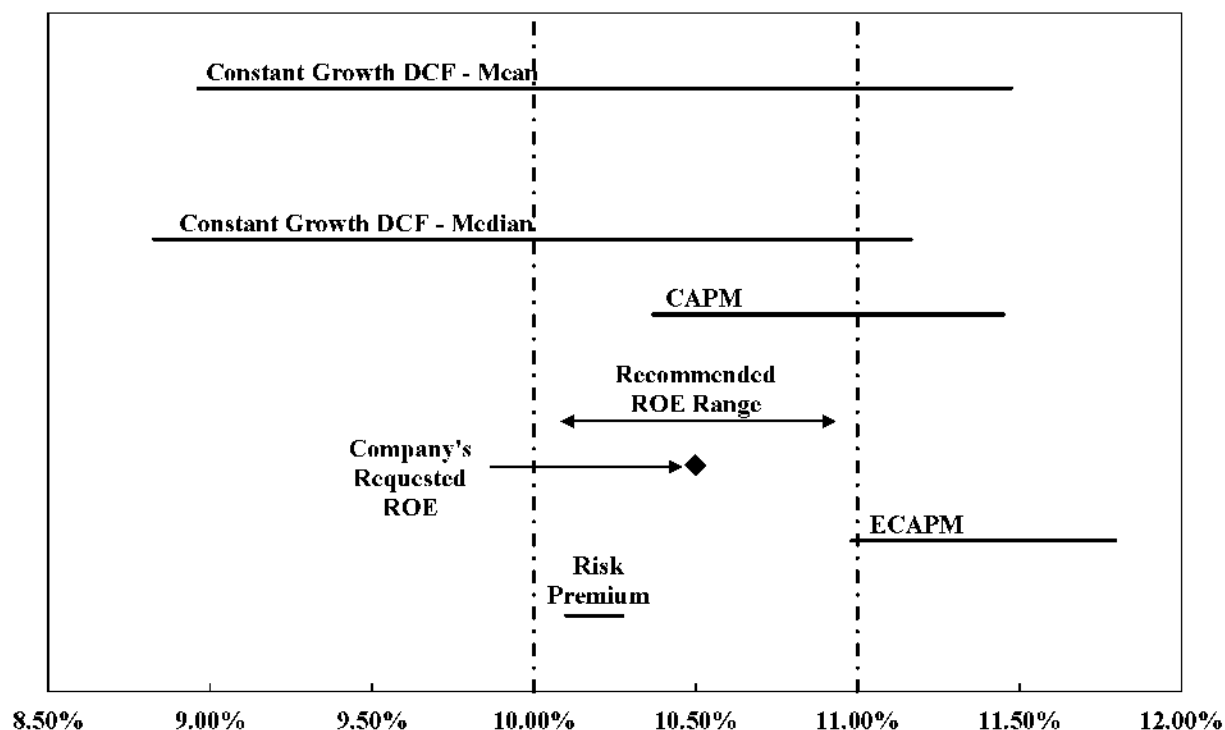 Constant Growth DCF - Mean
Constant Growth DCF - Median
CAPM
Recommended
ROE Range
Company's
Requested
ROE
ECAPM
Risk
Premium
8.50% 9.00% 9.50% 10.00% 10.50% 11.00% 11.50% 12.00%